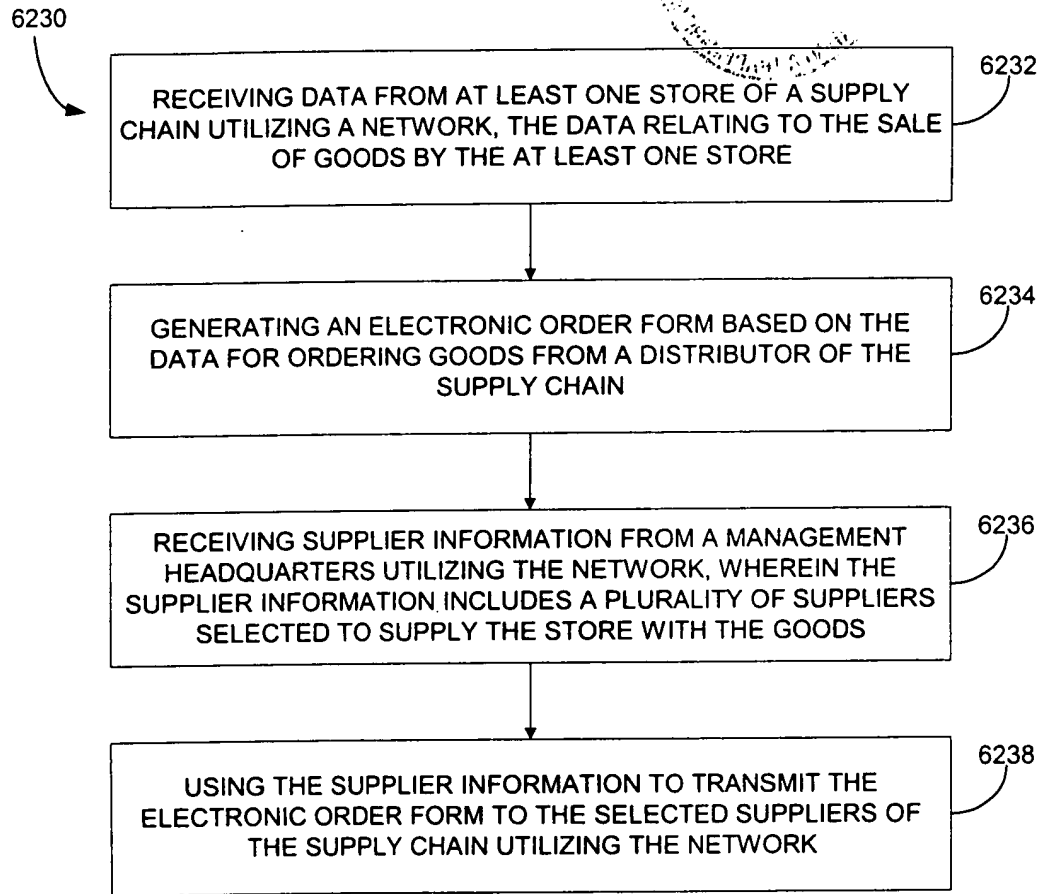 6230
6232
RECEIVING DATA FROM AT LEAST ONE STORE OF A SUPPLY
CHAIN UTILIZING A NETWORK, THE DATA RELATING TO THE SALE
OF GOODS BY THE AT LEAST ONE STORE
6234
GENERATING AN ELECTRONIC ORDER FORM BASED ON THE
DATA FOR ORDERING GOODS FROM A DISTRIBUTOR OF THE
SUPPLY CHAIN
6236
RECEIVING SUPPLIER INFORMATION FROM A MANAGEMENT
HEADQUARTERS UTILIZING THE NETWORK, WHEREIN THE
SUPPLIER INFORMATION INCLUDES A PLURALITY OF SUPPLIERS
SELECTED TO SUPPLY THE STORE WITH THE GOODS
6238
USING THE SUPPLIER INFORMATION TO TRANSMIT THE
ELECTRONIC ORDER FORM TO THE SELECTED SUPPLIERS OF
THE SUPPLY CHAIN UTILIZING THE NETWORK